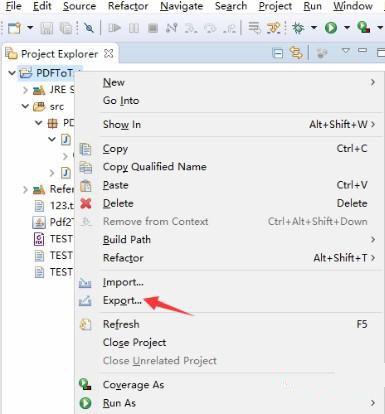 File Edit Source Refactor Navigate Search Project Run Window
Project Explorer
PDFToT
New
JRE S
Go Into
src
Show In Alt+Shift+W
PD
Copy Ctrl+C
Copy Qualified Name
Paste Ctrl+V
Refer
Delete Delete
123.t
Remove from Context Ctrl+Alt+Shift+Down
Pdf2T
Build Path
TEST
Refactor Alt+Shift+T
TEST
TEST
Import...
Export...
Refresh F5
Close Project
Close Unrelated Project
Coverage As
Run As